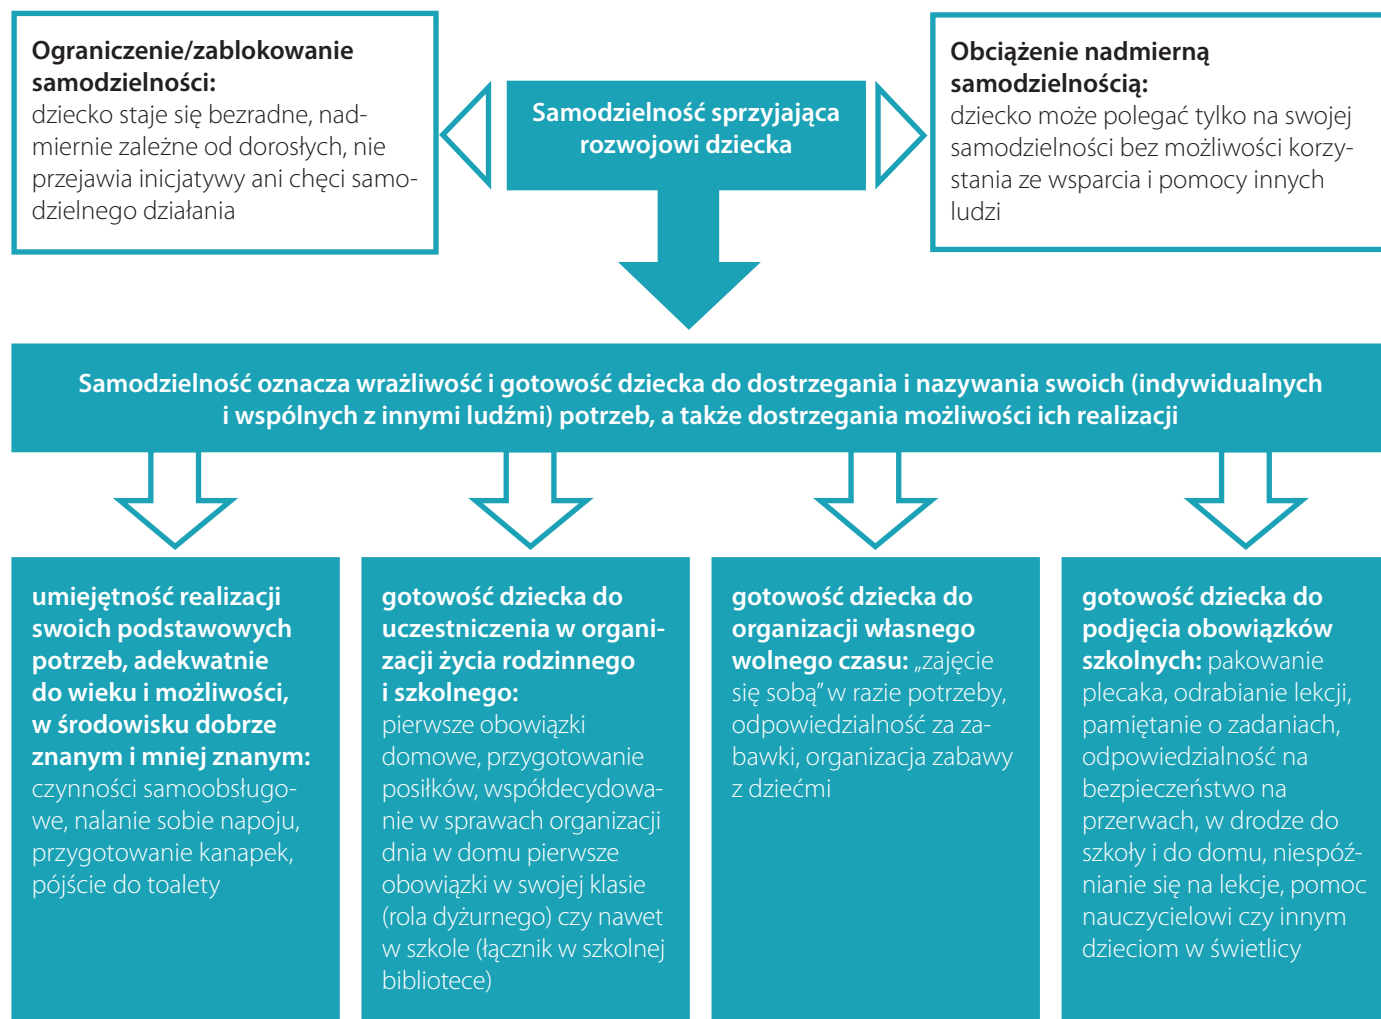 Ograniczenie/zablokowanie
samodzielności:
dziecko staje się bezradne, nad-
miernie zależne od dorosłych, nie
przejawia inicjatywy ani chęci samo-
dzielnego działania
Samodzielność sprzyjająca
rozwojowi dziecka
Obciążenie nadmierną
samodzielnością:
dziecko może polegać tylko na swojej
samodzielności bez możliwości korzy-
stania ze wsparcia i pomocy innych
ludzi
Samodzielność oznacza wrażliwość i gotowość dziecka do dostrzegania i nazywania swoich (indywidualnych
i wspólnych z innymi ludźmi) potrzeb, a także dostrzegania możliwości ich realizacji
umiejętność realizacji
swoich podstawowych
potrzeb, adekwatnie
do wieku i możliwości,
w środowisku dobrze
znanym i mniej znanym:
czynności samoobsługo-
we, nalanie sobie napoju,
przygotowanie kanapek,
pójście do toalety
gotowość dziecka do
uczestniczenia w organi-
zacji życia rodzinnego
i szkolnego:
pierwsze obowiązki
domowe, przygotowanie
posiłków, współdecydowa-
nie w sprawach organizacji
dnia w domu pierwsze
obowiązki w swojej klasie
(rola dyżurnego) czy nawet
w szkole (łącznik w szkolnej
bibliotece)
gotowość dziecka do
organizacji własnego
wolnego czasu: „zajęcie
się sobą” w razie potrzeby,
odpowiedzialność za za-
bawki, organizacja zabawy
z dziećmi
gotowość dziecka do
podjęcia obowiązków
szkolnych: pakowanie
plecaka, odrabianie lekcji,
pamiętanie o zadaniach,
odpowiedzialność na
bezpieczeństwo na
przerwach, w drodze do
szkoły i do domu, niespóź-
nianie się na lekcje, pomoc
nauczycielowi czy innym
dzieciom w świetlicy